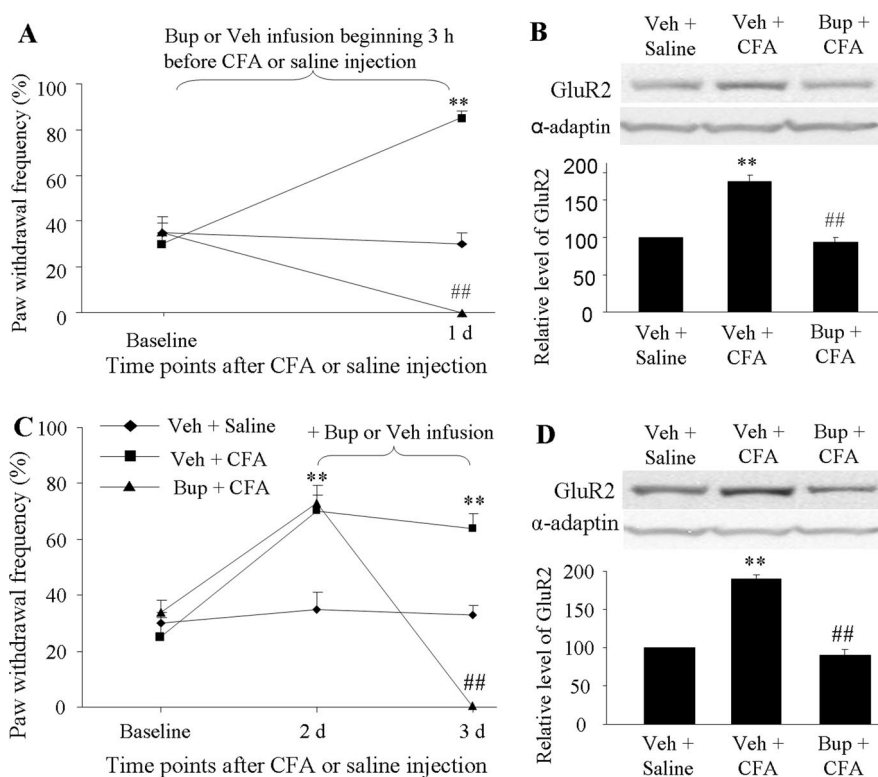 A
Bup or Veh infusion beginning 3 h
before CFA or saline injection
Paw withdrawal frequency (%)
100
80
60
40
20
0
**
##
Baseline
1 d
Time points after CFA or saline injection
B
Veh +
Saline
Veh +
CFA
Bup +
CFA
GluR2
α-adaptin
Relative level of GluR2
200
150
100
50
0
**
##
Veh +
Saline
Veh +
CFA
Bup +
CFA
C
Veh + Saline
Veh + CFA
Bup + CFA
+ Bup or Veh infusion
Paw withdrawal frequency (%)
100
80
60
40
20
0
**
**
##
Baseline
2 d
3 d
Time points after CFA or saline injection
D
Veh +
Saline
Veh +
CFA
Bup +
CFA
GluR2
α-adaptin
Relative level of GluR2
200
150
100
50
0
**
##
Veh +
Saline
Veh +
CFA
Bup +
CFA